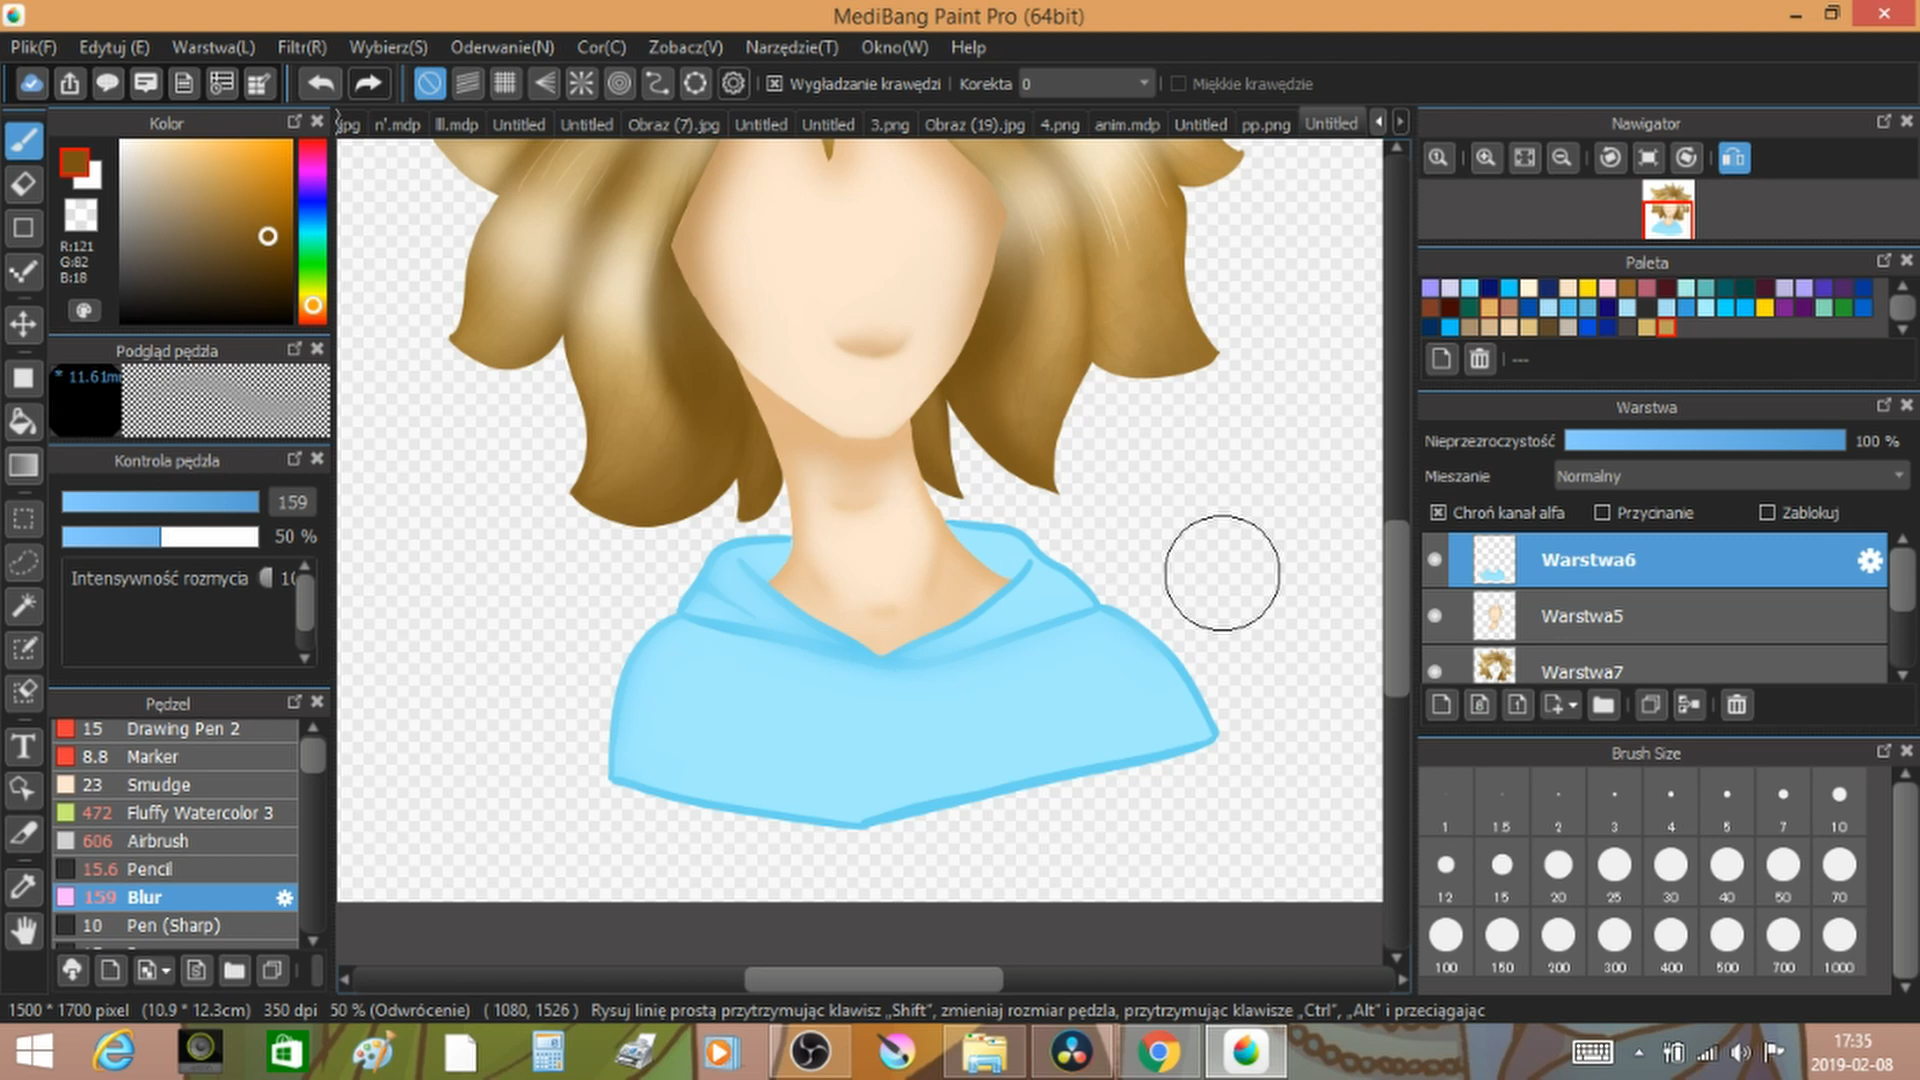 MediBang Paint Pro (64bit)
Plik(F) Edytuj (E) Warstwa(L) Filtr(R) Wybierz(S) Oderwanie(N) Cor(C) Zobacz(V) Narzędzie(T) Okno(W) Help
Wygładzanie krawędzi Korekta 0 Miękkie krawędzie
Kolor
jpg n'.mdp lll.mdp Untitled Untitled Obraz (7).jpg Untitled Untitled 3.png Obraz (19).jpg 4.png anim.mdp Untitled pp.png Untitled
R:121
G:82
B:18
Podgląd pędzla
* 11.61m
Kontrola pędzla
159
50 %
Intensywność rozmycia 10
Pędzel
15 Drawing Pen 2
8.8 Marker
23 Smudge
472 Fluffy Watercolor 3
606 Airbrush
15.6 Pencil
159 Blur
10 Pen (Sharp)
Nawigator
Paleta
---
Warstwa
Nieprzezroczystość 100 %
Mieszanie Normalny
Chroń kanał alfa Przycinanie Zablokuj
Warstwa6
Warstwa5
Warstwa7
Brush Size
1 1.5 2 3 4 5 7 10
12 15 20 25 30 40 50 70
100 150 200 300 400 500 700 1000
1500 * 1700 pixel (10.9 * 12.3cm) 350 dpi 50 % (Odwrócenie) ( 1080, 1526 ) Rysuj linię prostą przytrzymując klawisz „Shift”, zmieniaj rozmiar pędzla, przytrzymując klawisze „Ctrl”, „Alt” i przeciągając
17:35
2019-02-08